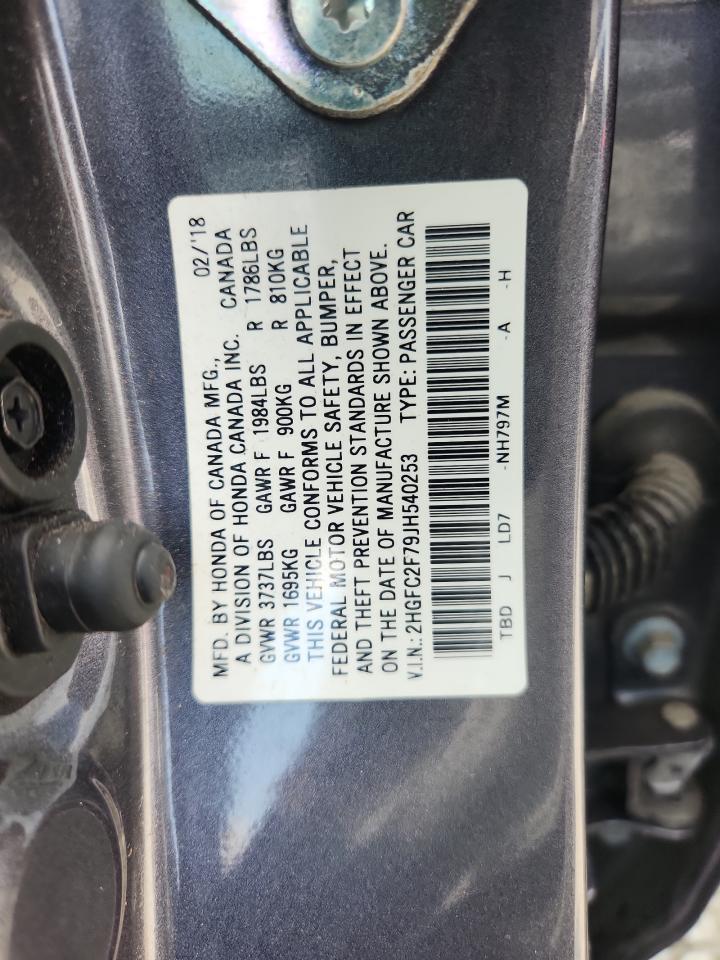 MFD. BY HONDA OF CANADA MFG., 02/'18
A DIVISION OF HONDA CANADA INC. CANADA
GVWR 3737LBS GAWR F 1984LBS R 1786LBS
GVWR 1695KG GAWR F 900KG R 810KG
THIS VEHICLE CONFORMS TO ALL APPLICABLE
FEDERAL MOTOR VEHICLE SAFETY, BUMPER,
AND THEFT PREVENTION STANDARDS IN EFFECT
ON THE DATE OF MANUFACTURE SHOWN ABOVE.
V.I.N.: 2HGFC2F79JH540253 TYPE: PASSENGER CAR
TBD J LD7 -NH797M -A -H